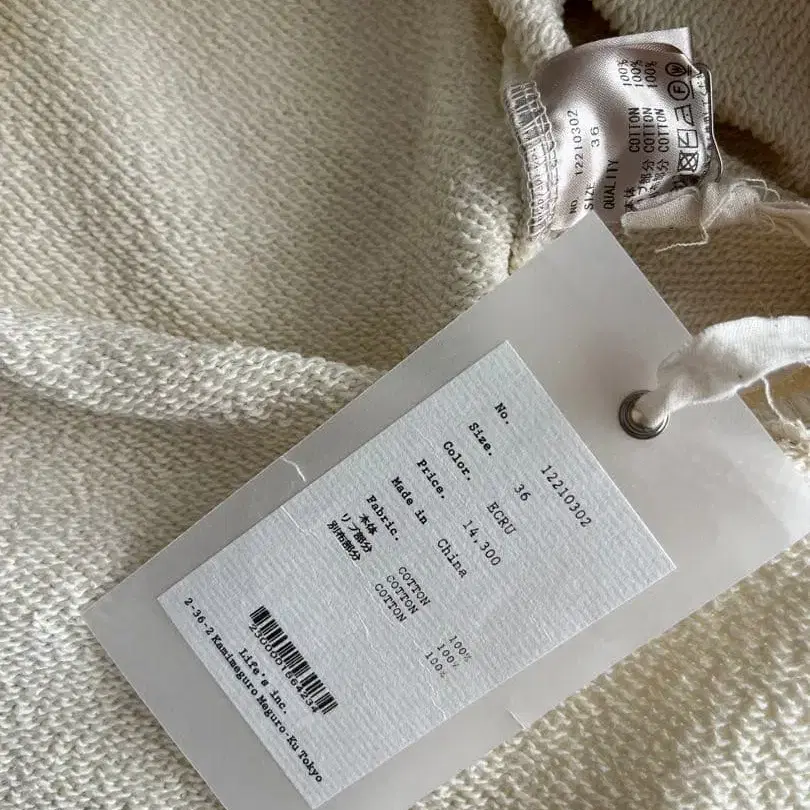 NO. 12210302
SIZE 36
QUALITY
本体 COTTON 100%
リブ部分 COTTON 100%
別布部分 COTTON 100%
No. 12210302
Size. 36
Color. ECRU
Price. 14.300
Made in China
Fabric.
本体 COTTON 100%
リブ部分 COTTON 100%
別布部分 COTTON 100%
2300001564234
Life's inc.
2-36-2 Kamimeguro Meguro-Ku Tokyo